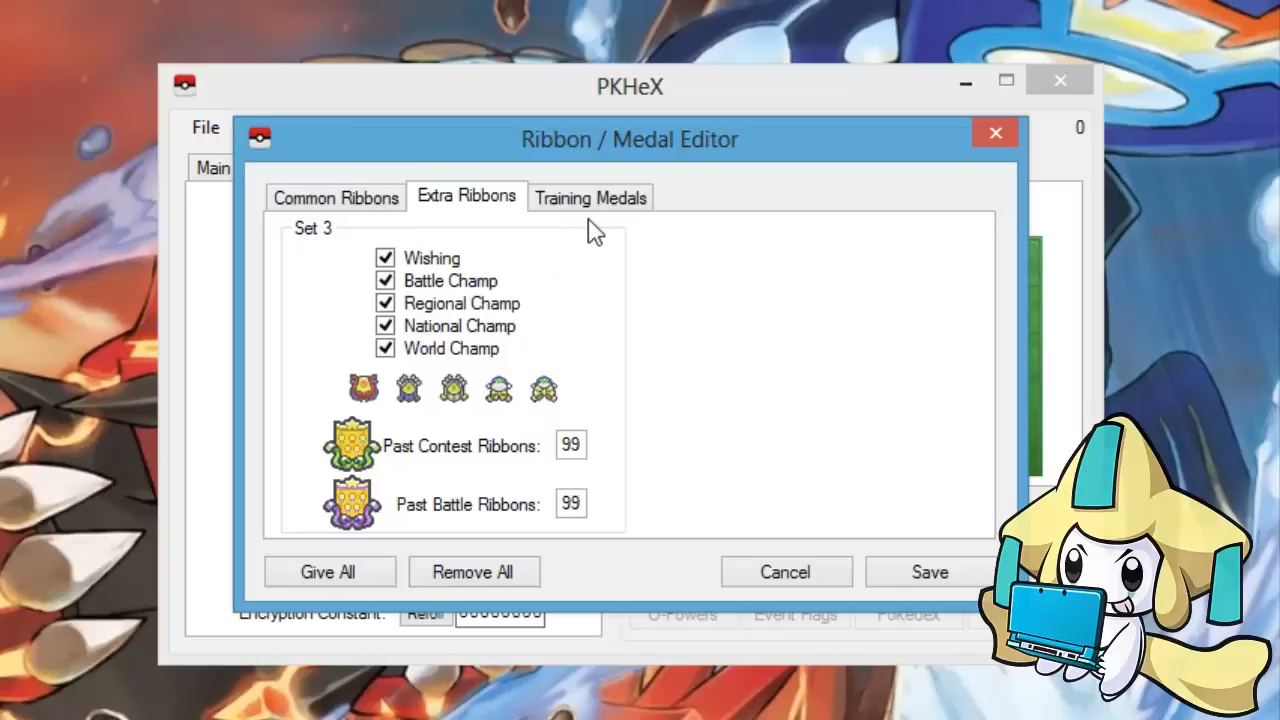 PKHeX
File
0
Ribbon / Medal Editor
Main
Common Ribbons
Extra Ribbons
Training Medals
Set 3
Wishing
Battle Champ
Regional Champ
National Champ
World Champ
Past Contest Ribbons: 99
Past Battle Ribbons: 99
Give All
Remove All
Cancel
Save
Encryption Constant: Reroll
O-Powers
Event Flags
Pokédex